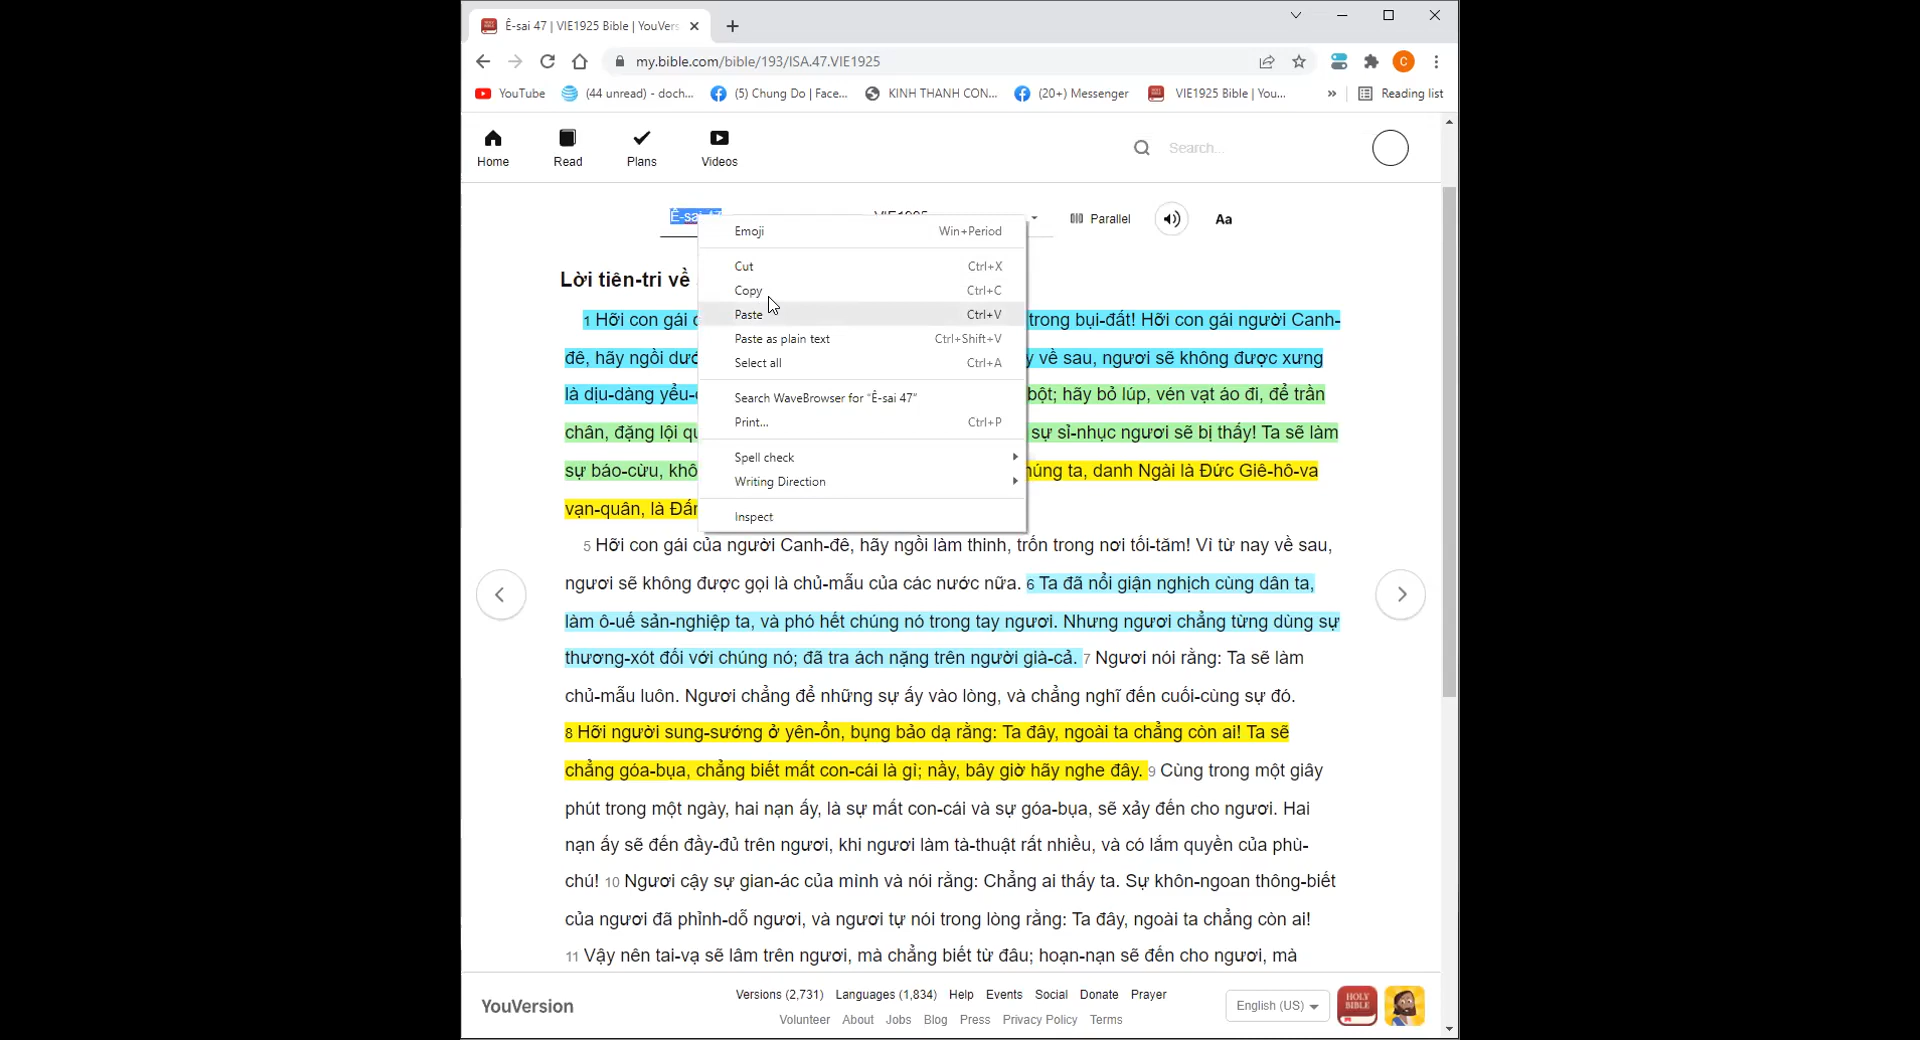 Ê-sai 47 | VIE1925 Bible | YouVers
my.bible.com/bible/193/ISA.47.VIE1925
C
YouTube
(44 unread) - doch...
(5) Chung Do | Face...
KINH THANH CON...
(20+) Messenger
VIE1925 Bible | You...
»
Reading list
Home
Read
Plans
Videos
Search...
Ê-sai 47
VIE1925
Parallel
Aa
Emoji Win+Period
Cut Ctrl+X
Copy Ctrl+C
Paste Ctrl+V
Paste as plain text Ctrl+Shift+V
Select all Ctrl+A
Search WaveBrowser for “Ê-sai 47”
Print... Ctrl+P
Spell check
Writing Direction
Inspect
Lời tiên-tri về
1 Hỡi con gái trong bụi-đất! Hỡi con gái người Canh-
đê, hãy ngồi dướ về sau, ngươi sẽ không được xưng
là dịu-dàng yểu- bột; hãy bỏ lúp, vén vạt áo đi, để trần
chân, đặng lội qu sự sỉ-nhục ngươi sẽ bị thấy! Ta sẽ làm
sự báo-cừu, khô húng ta, danh Ngài là Đức Giê-hô-va
vạn-quân, là Đấn
5 Hỡi con gái của người Canh-đê, hãy ngồi làm thinh, trốn trong nơi tối-tăm! Vì từ nay về sau,
ngươi sẽ không được gọi là chủ-mẫu của các nước nữa. 6 Ta đã nổi giận nghịch cùng dân ta,
làm ô-uế sản-nghiệp ta, và phó hết chúng nó trong tay ngươi. Nhưng ngươi chẳng từng dùng sự
thương-xót đối với chúng nó; đã tra ách nặng trên người già-cả. 7 Ngươi nói rằng: Ta sẽ làm
chủ-mẫu luôn. Ngươi chẳng để những sự ấy vào lòng, và chẳng nghĩ đến cuối-cùng sự đó.
8 Hỡi người sung-sướng ở yên-ổn, bụng bảo dạ rằng: Ta đây, ngoài ta chẳng còn ai! Ta sẽ
chẳng góa-bụa, chẳng biết mất con-cái là gì; nầy, bây giờ hãy nghe đây. 9 Cùng trong một giây
phút trong một ngày, hai nạn ấy, là sự mất con-cái và sự góa-bụa, sẽ xảy đến cho ngươi. Hai
nạn ấy sẽ đến đầy-đủ trên ngươi, khi ngươi làm tà-thuật rất nhiều, và có lắm quyền của phù-
chú! 10 Ngươi cậy sự gian-ác của mình và nói rằng: Chẳng ai thấy ta. Sự khôn-ngoan thông-biết
của ngươi đã phỉnh-dỗ ngươi, và ngươi tự nói trong lòng rằng: Ta đây, ngoài ta chẳng còn ai!
11 Vậy nên tai-vạ sẽ lâm trên ngươi, mà chẳng biết từ đâu; hoạn-nạn sẽ đến cho ngươi, mà
YouVersion
Versions (2,731) Languages (1,834) Help Events Social Donate Prayer
Volunteer About Jobs Blog Press Privacy Policy Terms
English (US)
HOLY
BIBLE